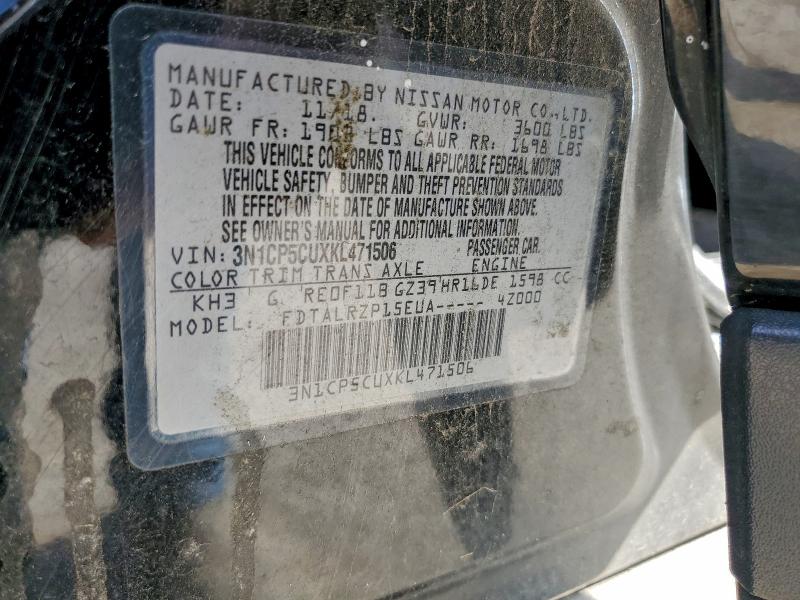 MANUFACTURED BY NISSAN MOTOR CO., LTD.
DATE: 11/18. GVWR: 3600 LBS
GAWR FR: 1909 LBS GAWR RR: 1698 LBS
THIS VEHICLE CONFORMS TO ALL APPLICABLE FEDERAL MOTOR
VEHICLE SAFETY, BUMPER AND THEFT PREVENTION STANDARDS
IN EFFECT ON THE DATE OF MANUFACTURE SHOWN ABOVE.
SEE OWNER'S MANUAL FOR ADDITIONAL INFORMATION.
VIN: 3N1CP5CUXKL471506 PASSENGER CAR.
COLOR TRIM TRANS AXLE ENGINE
KH3 G RE0F11B GZ39 HR16DE 1598 CC
MODEL: FDTALRZP15EUA----- 4Z000
3N1CP5CUXKL471506